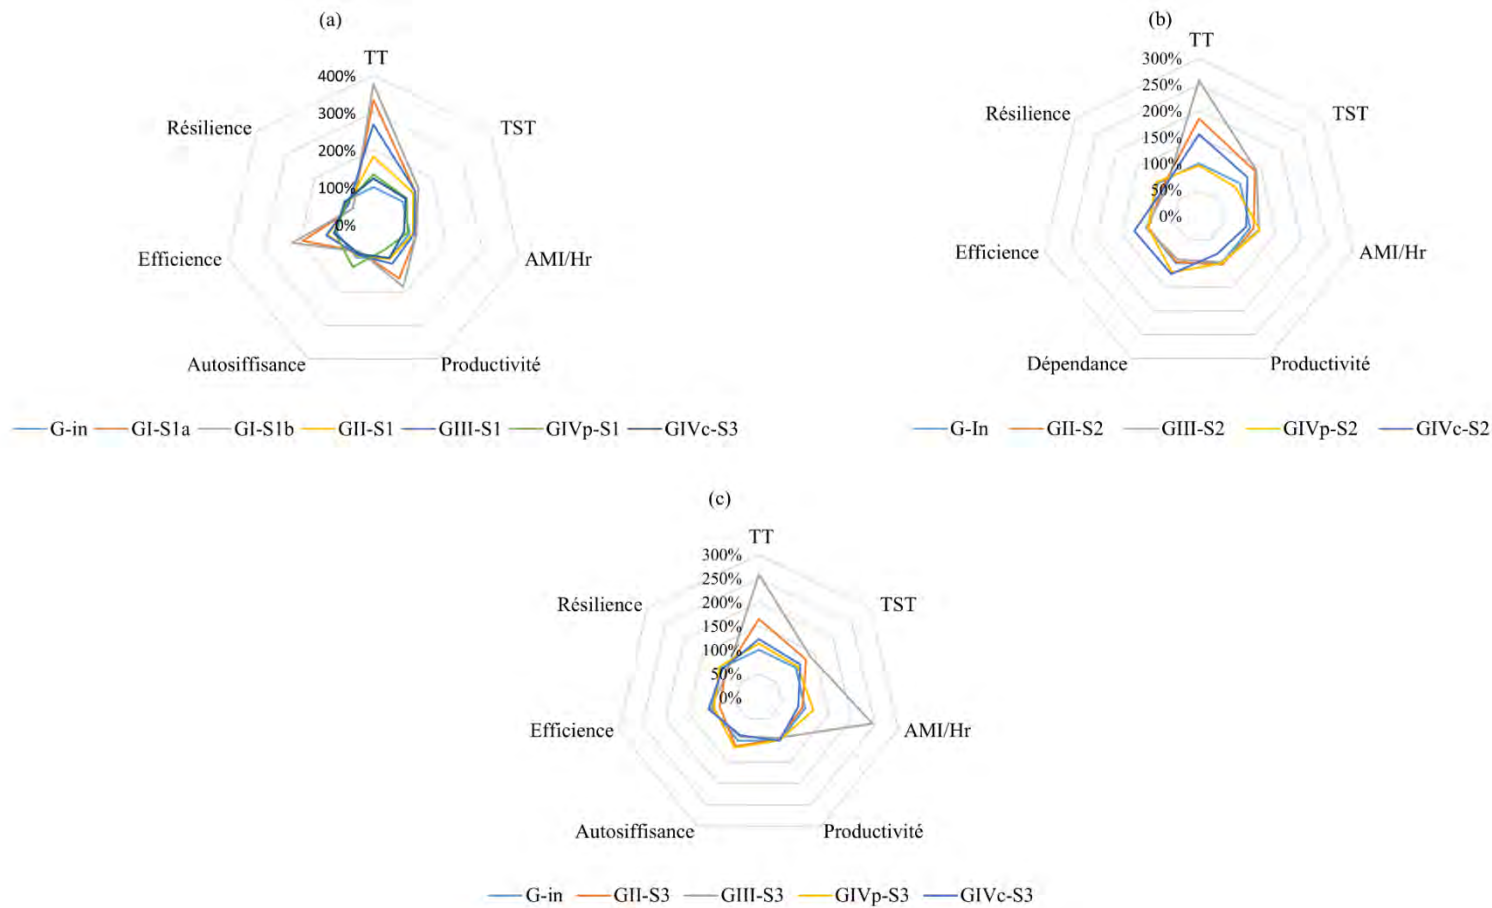 (a)
TT
400%
300%
200%
100%
0%
Résilience
TST
Efficience
AMI/Hr
Autosiffisance
Productivité
G-in
GI-S1a
GI-S1b
GII-S1
GIII-S1
GIVp-S1
GIVc-S3
(b)
TT
300%
250%
200%
150%
100%
50%
0%
Résilience
TST
Efficience
AMI/Hr
Dépendance
Productivité
G-In
GII-S2
GIII-S2
GIVp-S2
GIVc-S2
(c)
TT
300%
250%
200%
150%
100%
50%
0%
Résilience
TST
Efficience
AMI/Hr
Autosiffisance
Productivité
G-in
GII-S3
GIII-S3
GIVp-S3
GIVc-S3